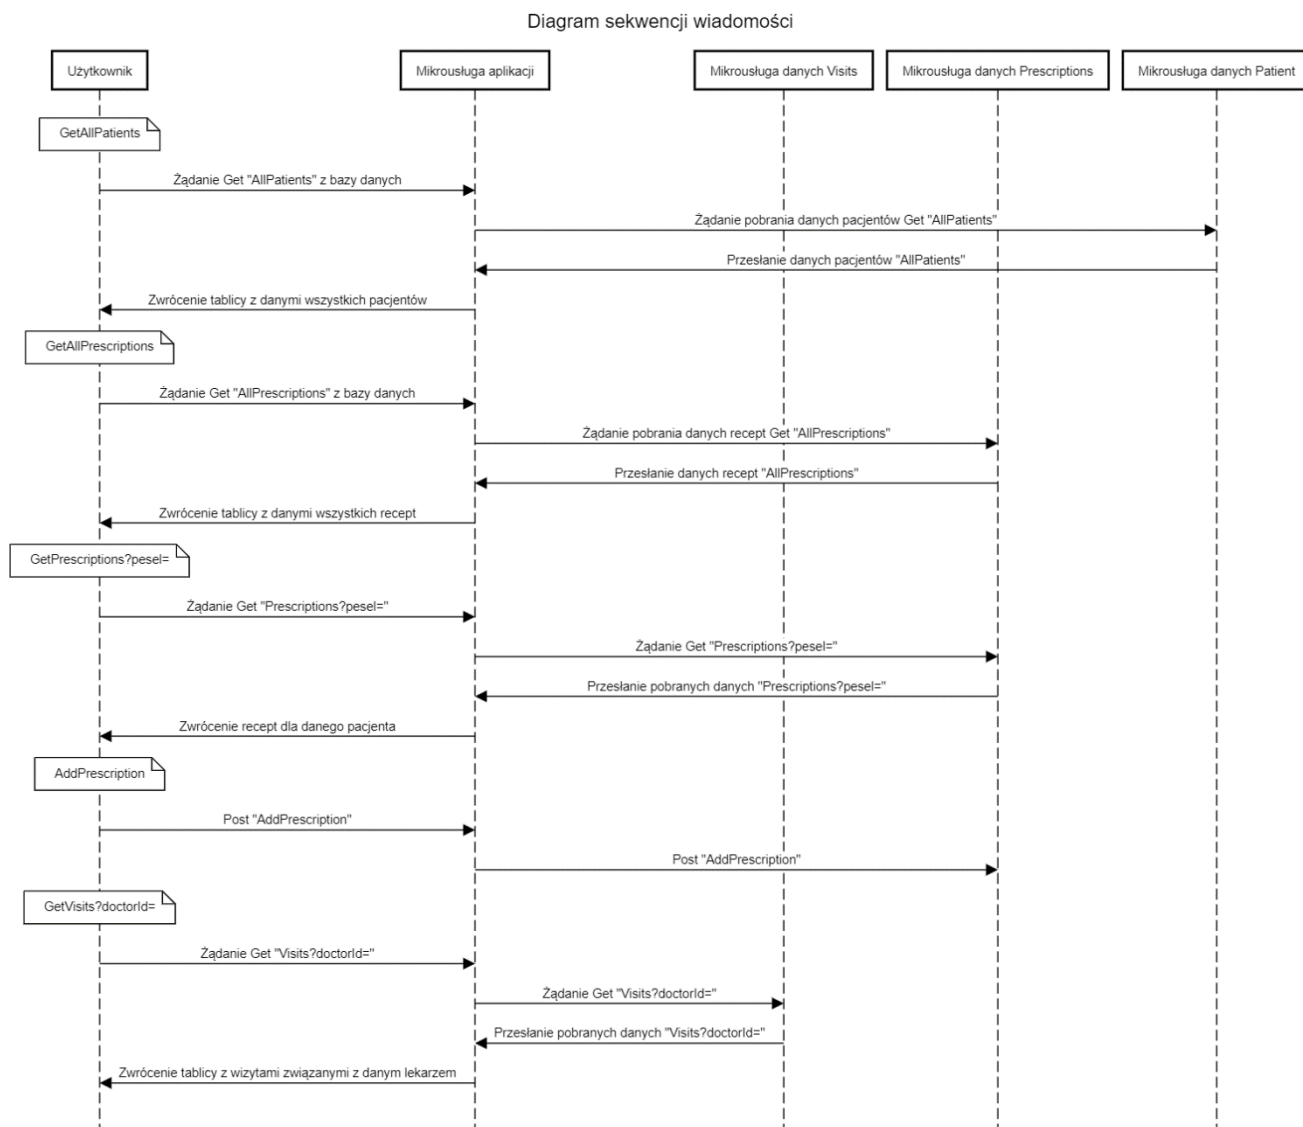 Diagram sekwencji wiadomości
Użytkownik
Mikrousługa aplikacji
Mikrousługa danych Visits
Mikrousługa danych Prescriptions
Mikrousługa danych Patient
GetAllPatients
Żądanie Get "AllPatients" z bazy danych
Żądanie pobrania danych pacjentów Get "AllPatients"
Przesłanie danych pacjentów "AllPatients"
Zwrócenie tablicy z danymi wszystkich pacjentów
GetAllPrescriptions
Żądanie Get "AllPrescriptions" z bazy danych
Żądanie pobrania danych recept Get "AllPrescriptions"
Przesłanie danych recept "AllPrescriptions"
Zwrócenie tablicy z danymi wszystkich recept
GetPrescriptions?pesel=
Żądanie Get "Prescriptions?pesel="
Żądanie Get "Prescriptions?pesel="
Przesłanie pobranych danych "Prescriptions?pesel="
Zwrócenie recept dla danego pacjenta
AddPrescription
Post "AddPrescription"
Post "AddPrescription"
GetVisits?doctorId=
Żądanie Get "Visits?doctorId="
Żądanie Get "Visits?doctorId="
Przesłanie pobranych danych "Visits?doctorId="
Zwrócenie tablicy z wizytami związanymi z danym lekarzem